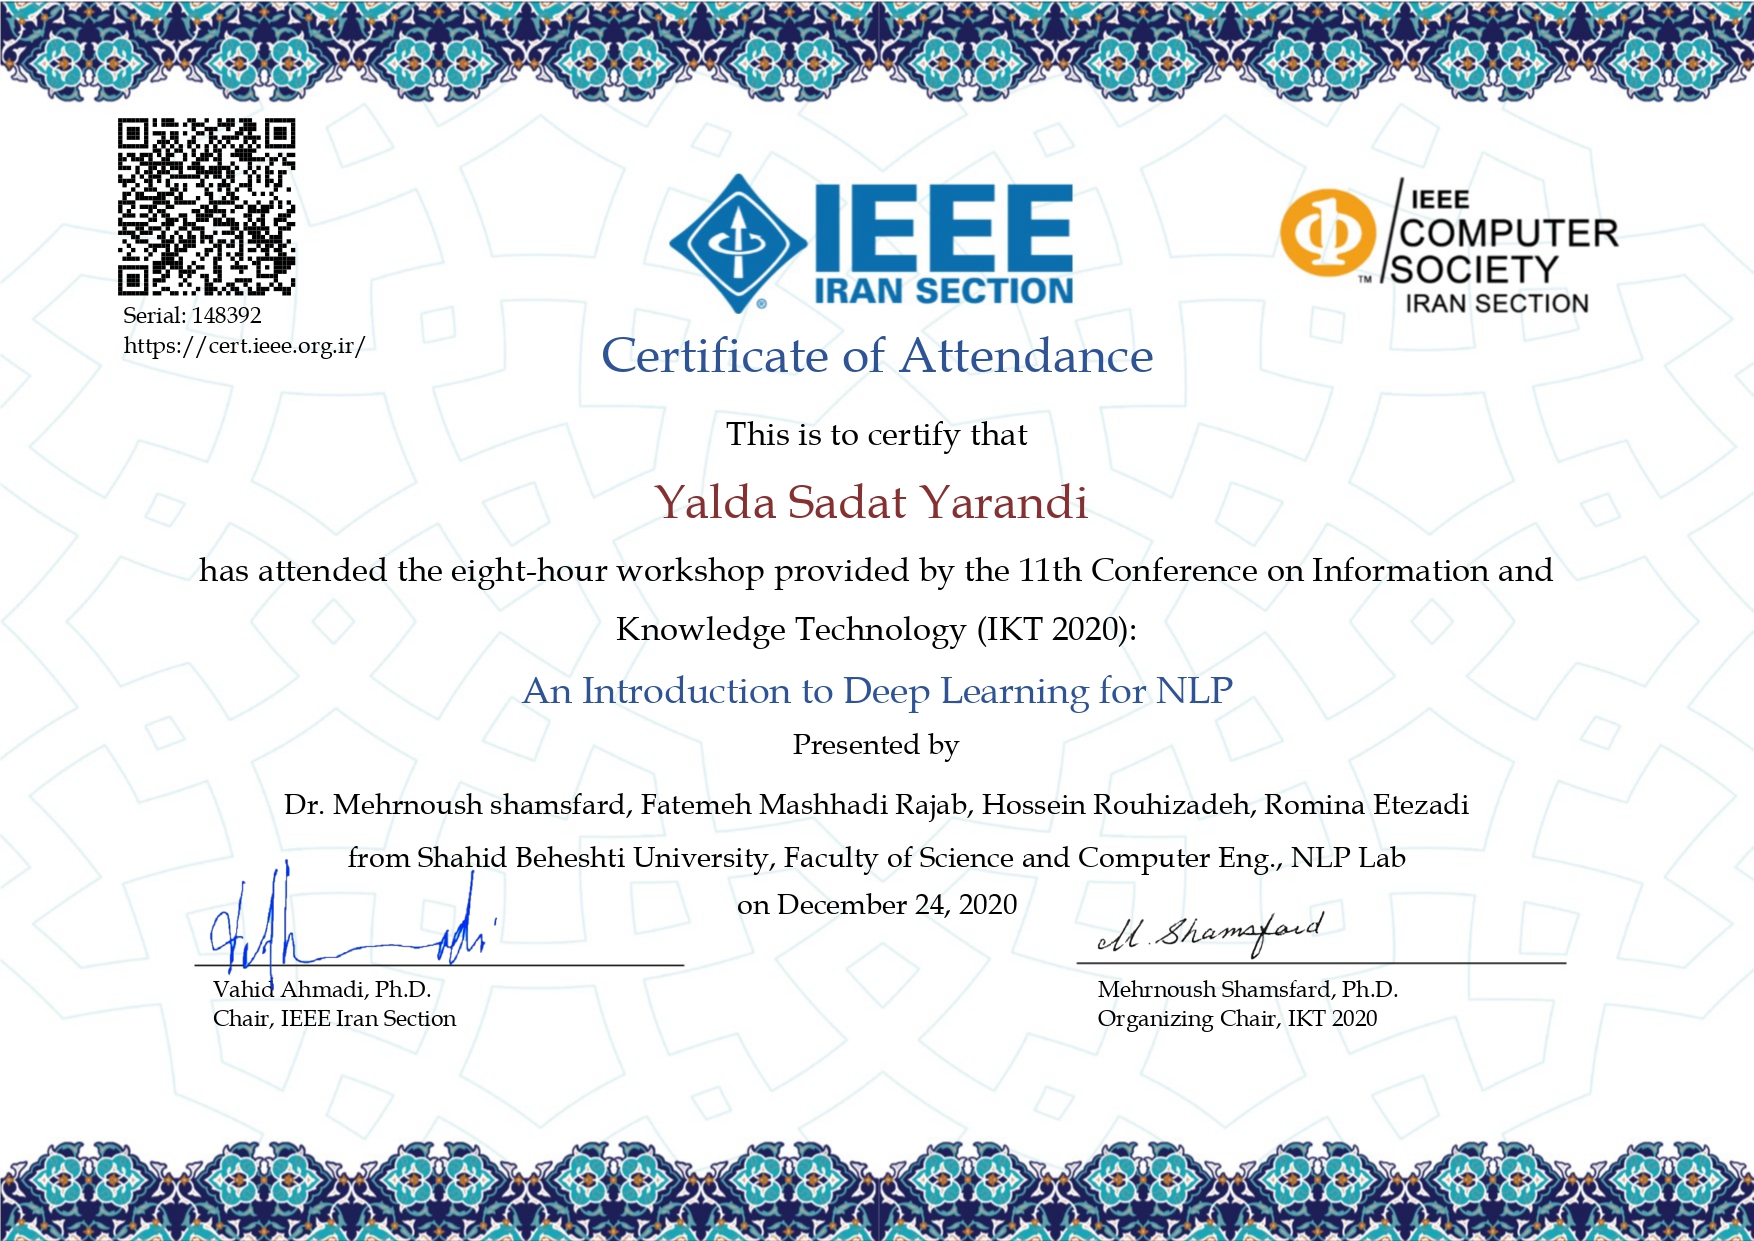 IEEE
IRAN SECTION
IEEE
COMPUTER
SOCIETY
™
IRAN SECTION
®
Serial: 148392
https://cert.ieee.org.ir/
Certificate of Attendance
This is to certify that
Yalda Sadat Yarandi
has attended the eight-hour workshop provided by the 11th Conference on Information and
Knowledge Technology (IKT 2020):
An Introduction to Deep Learning for NLP
Presented by
Dr. Mehrnoush shamsfard, Fatemeh Mashhadi Rajab, Hossein Rouhizadeh, Romina Etezadi
from Shahid Beheshti University, Faculty of Science and Computer Eng., NLP Lab
on December 24, 2020
M. Shamsfard
Vahid Ahmadi, Ph.D.
Chair, IEEE Iran Section
Mehrnoush Shamsfard, Ph.D.
Organizing Chair, IKT 2020